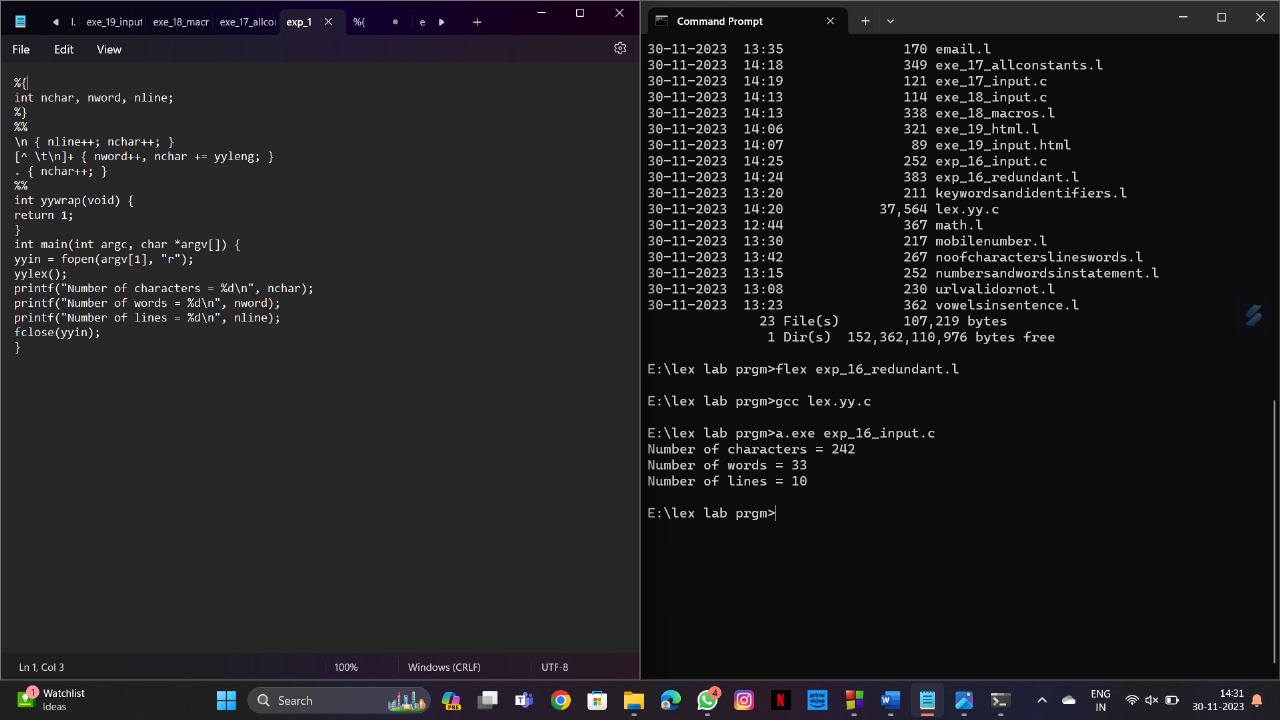 l. exe_19_input exe_18_macr exe_17_allco exp_1 %{ e
File Edit View
%{
int nchar, nword, nline;
%}
%%
\n { nline++; nchar++; }
[^ \t\n]+ { nword++, nchar += yyleng; }
. { nchar++; }
%%
int yywrap(void) {
return 1;
}
int main(int argc, char *argv[]) {
yyin = fopen(argv[1], "r");
yylex();
printf("Number of characters = %d\n", nchar);
printf("Number of words = %d\n", nword);
printf("Number of lines = %d\n", nline);
fclose(yyin);
}
Ln 1, Col 3 100% Windows (CRLF) UTF-8
Command Prompt
30-11-2023 13:35 170 email.l
30-11-2023 14:18 349 exe_17_allconstants.l
30-11-2023 14:19 121 exe_17_input.c
30-11-2023 14:13 114 exe_18_input.c
30-11-2023 14:13 338 exe_18_macros.l
30-11-2023 14:06 321 exe_19_html.l
30-11-2023 14:07 89 exe_19_input.html
30-11-2023 14:25 252 exp_16_input.c
30-11-2023 14:24 383 exp_16_redundant.l
30-11-2023 13:20 211 keywordsandidentifiers.l
30-11-2023 14:20 37,564 lex.yy.c
30-11-2023 12:44 367 math.l
30-11-2023 13:30 217 mobilenumber.l
30-11-2023 13:42 267 noofcharacterslineswords.l
30-11-2023 13:15 252 numbersandwordsinstatement.l
30-11-2023 13:08 230 urlvalidornot.l
30-11-2023 13:23 362 vowelsinsentence.l
23 File(s) 107,219 bytes
1 Dir(s) 152,362,110,976 bytes free
E:\lex lab prgm>flex exp_16_redundant.l
E:\lex lab prgm>gcc lex.yy.c
E:\lex lab prgm>a.exe exp_16_input.c
Number of characters = 242
Number of words = 33
Number of lines = 10
E:\lex lab prgm>
1 Watchlist
Ideas
Search
PRE
4
N
prime video
W
ENG
IN
14:31
30-11-2023